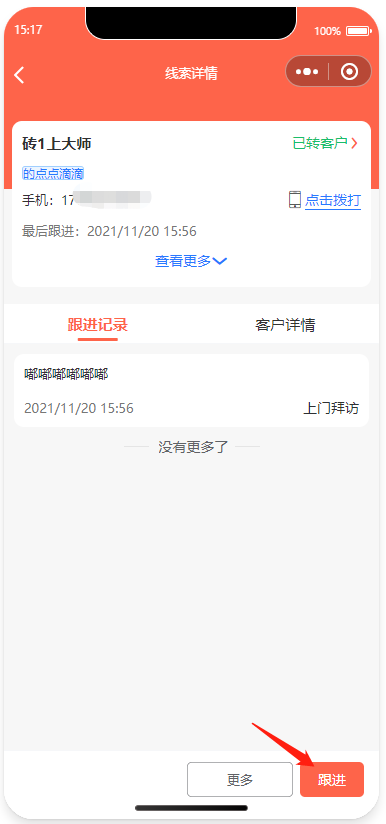 15:17
100%
线索详情
砖1上大师
已转客户
的点点滴滴
手机：17
点击拨打
最后跟进：2021/11/20 15:56
查看更多
跟进记录
客户详情
嘟嘟嘟嘟嘟嘟
2021/11/20 15:56
上门拜访
没有更多了
更多
跟进